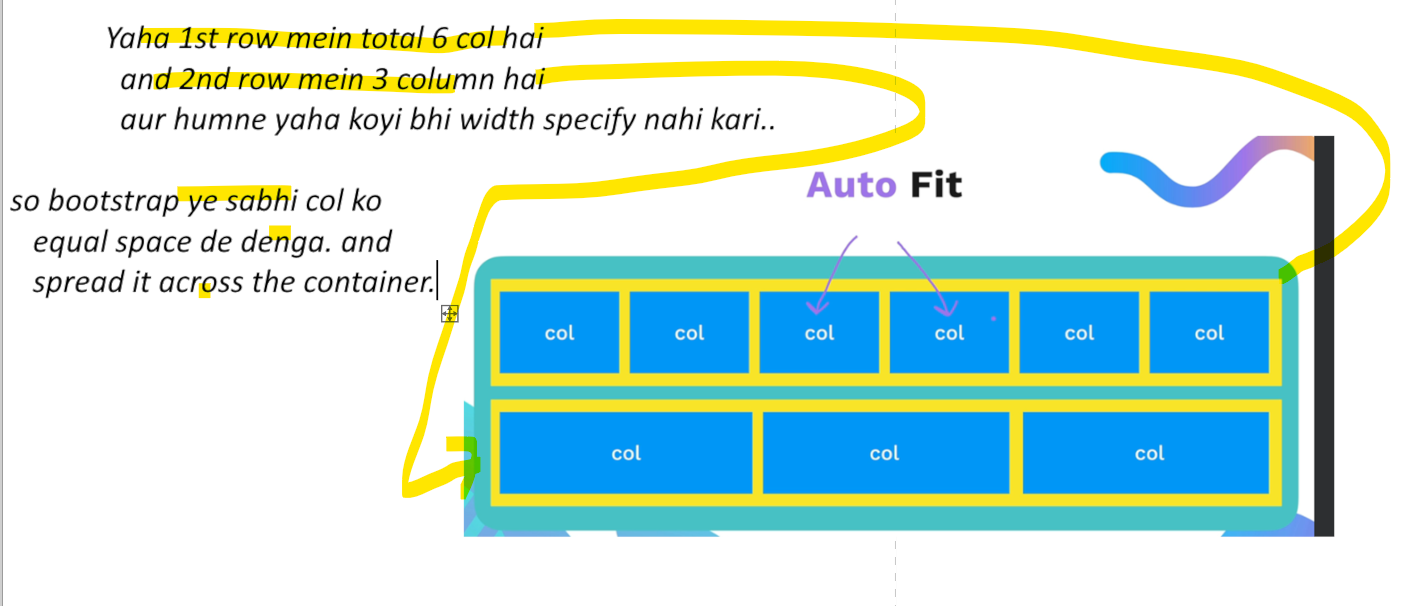 Yaha 1st row mein total 6 col hai
and 2nd row mein 3 column hai
aur humne yaha koyi bhi width specify nahi kari..
so bootstrap ye sabhi col ko
equal space de denga. and
spread it across the container.
Auto Fit
col col col col col col
col col col